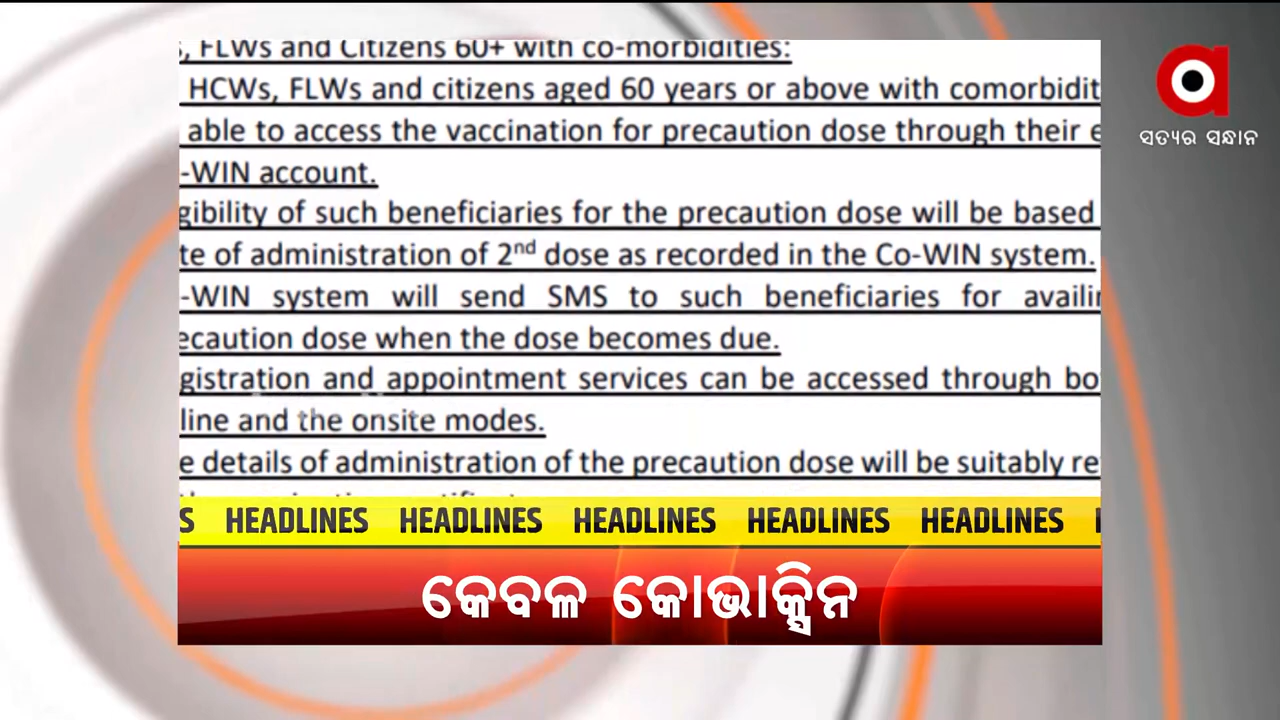 , FLWs and Citizens 60+ with co-morbidities:
HCWs, FLWs and citizens aged 60 years or above with comorbidit
able to access the vaccination for precaution dose through their e
-WIN account.
gibility of such beneficiaries for the precaution dose will be based
te of administration of 2nd dose as recorded in the Co-WIN system.
-WIN system will send SMS to such beneficiaries for availin
ecaution dose when the dose becomes due.
gistration and appointment services can be accessed through bo
line and the onsite modes.
e details of administration of the precaution dose will be suitably re
ସତ୍ୟର ସନ୍ଧାନ
S HEADLINES HEADLINES HEADLINES HEADLINES HEADLINES
କେବଳ କୋଭାକ୍ସିନ